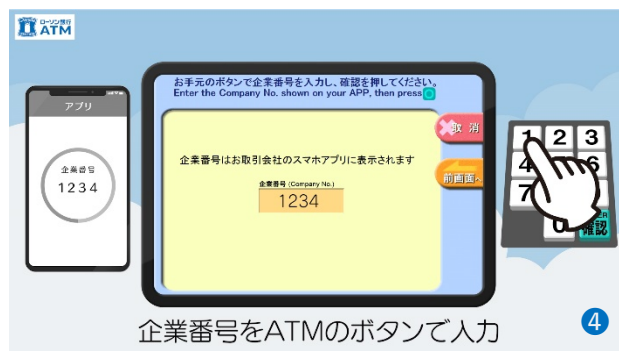 ローソン銀行
ATM
アプリ
企業番号
1234
お手元のボタンで企業番号を入力し、確認を押してください。
Enter the Company No. shown on your APP, then press
取 消
企業番号はお取引会社のスマホアプリに表示されます
前画面へ
企業番号 (Company No.)
1234
1 2 3
4 6
7
0 確認
企業番号をATMのボタンで入力
4